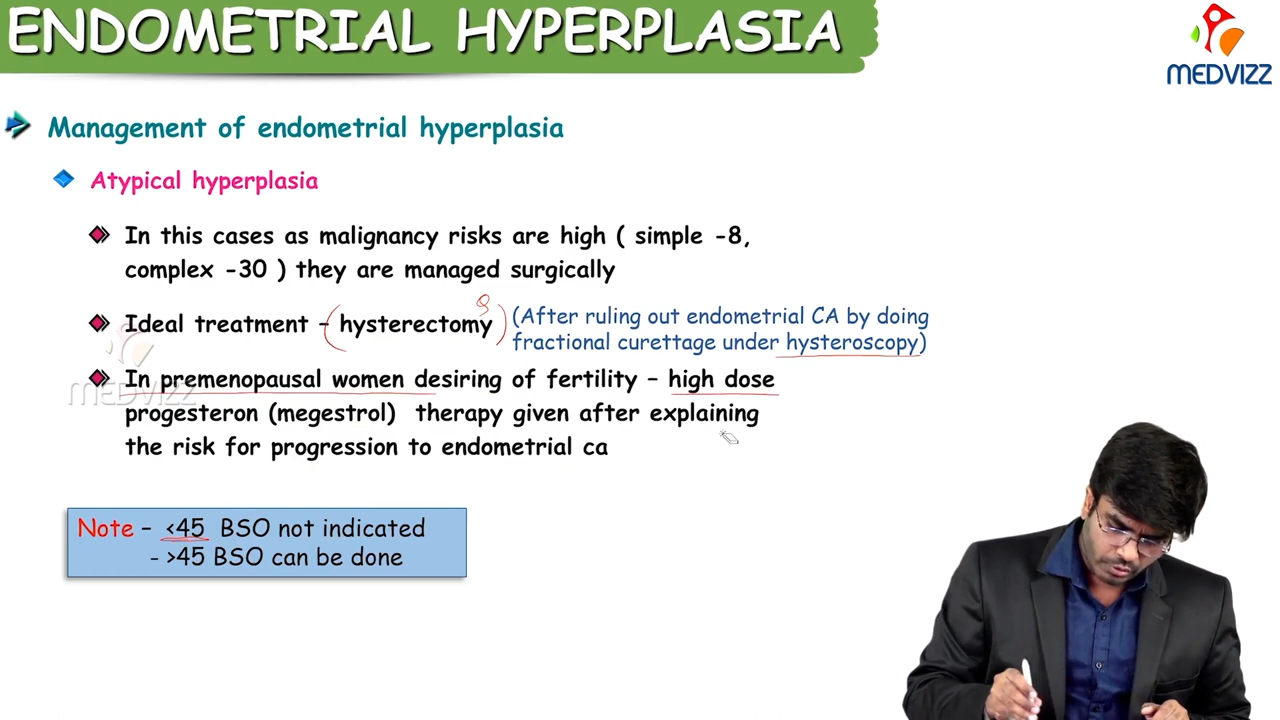 ENDOMETRIAL HYPERPLASIA
MEDVIZZ
Management of endometrial hyperplasia
Atypical hyperplasia
In this cases as malignancy risks are high ( simple -8,
complex -30 ) they are managed surgically
Ideal treatment – hysterectomy (After ruling out endometrial CA by doing
fractional curettage under hysteroscopy)
MEDVIZZ
In premenopausal women desiring of fertility – high dose
progesteron (megestrol) therapy given after explaining
the risk for progression to endometrial ca
Note – <45 BSO not indicated
- >45 BSO can be done